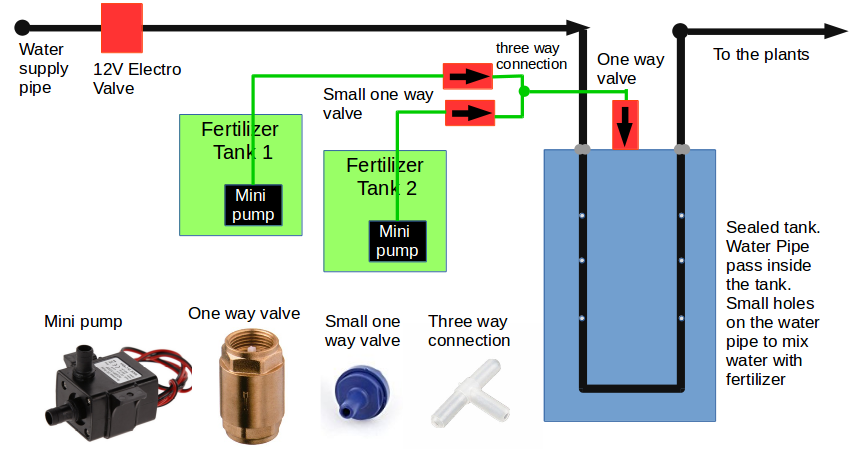 Water
supply
pipe
12V Electro
Valve
three way
connection
One way
valve
To the plants
Small one way
valve
Fertilizer
Tank 1
Mini
pump
Fertilizer
Tank 2
Mini
pump
Sealed tank.
Water Pipe
pass inside
the tank.
Small holes
on the water
pipe to mix
water with
fertilizer
Mini pump
One way valve
Small one
way valve
Three way
connection